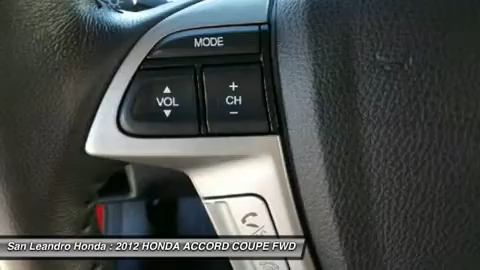 MODE
VOL
+
CH
-
San Leandro Honda : 2012 HONDA ACCORD COUPE FWD